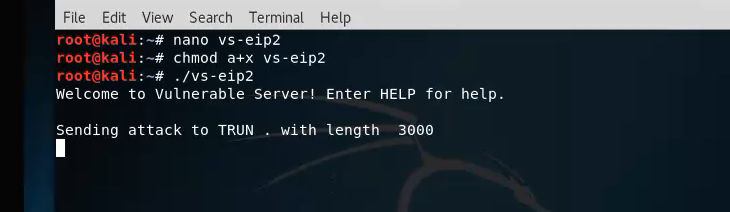 File Edit View Search Terminal Help
root@kali:~# nano vs-eip2
root@kali:~# chmod a+x vs-eip2
root@kali:~# ./vs-eip2
Welcome to Vulnerable Server! Enter HELP for help.
Sending attack to TRUN . with length  3000